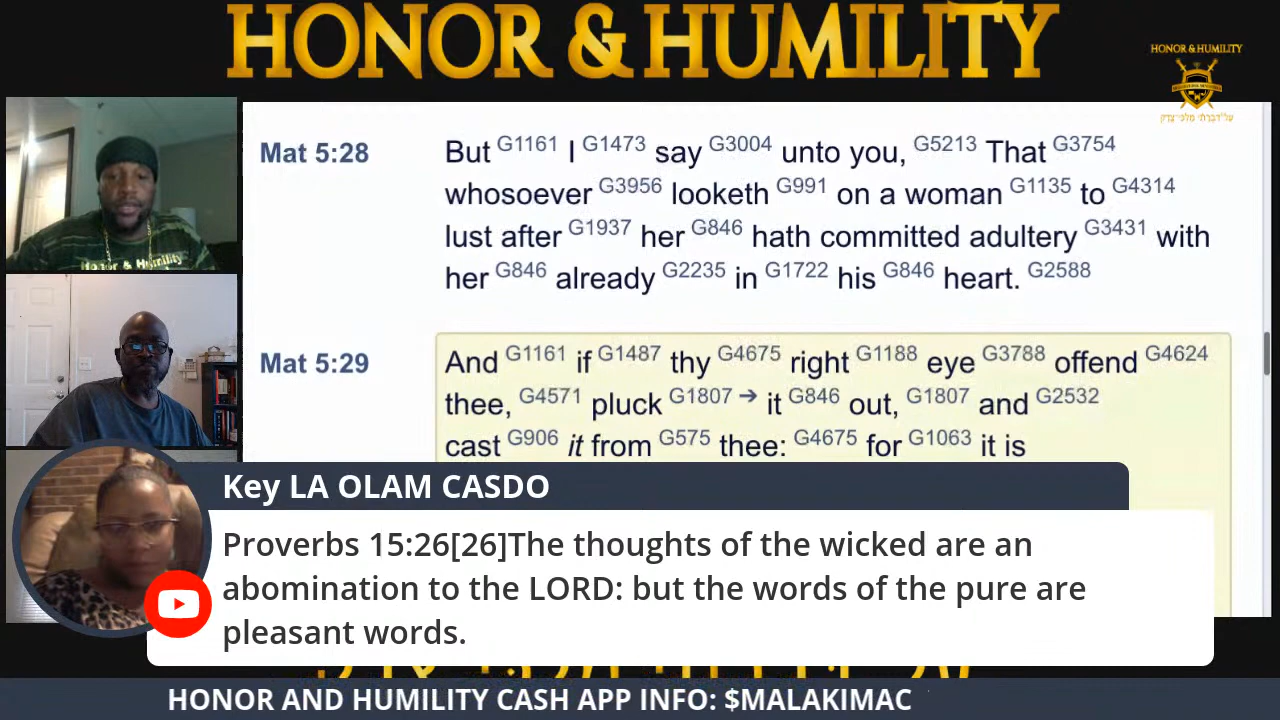 HONOR & HUMILITY
HONOR & HUMILITY
על־דברתי מלכי־צדק
Mat 5:28 But G1161 I G1473 say G3004 unto you, G5213 That G3754
whosoever G3956 looketh G991 on a woman G1135 to G4314
lust after G1937 her G846 hath committed adultery G3431 with
her G846 already G2235 in G1722 his G846 heart. G2588
Mat 5:29 And G1161 if G1487 thy G4675 right G1188 eye G3788 offend G4624
thee, G4571 pluck G1807 ➔ it G846 out, G1807 and G2532
cast G906 it from G575 thee: G4675 for G1063 it is
Honor & Humility
Key LA OLAM CASDO
Proverbs 15:26[26]The thoughts of the wicked are an
abomination to the LORD: but the words of the pure are
pleasant words.
HONOR AND HUMILITY CASH APP INFO: $MALAKIMAC